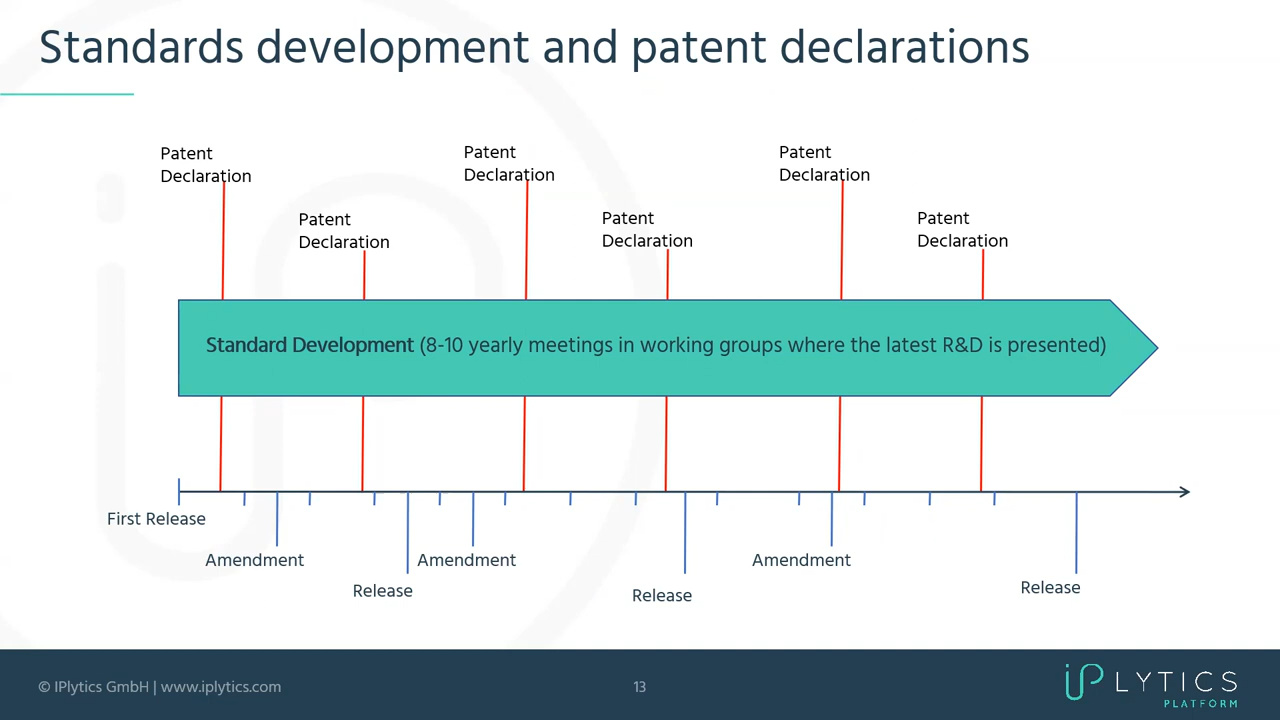 Standards development and patent declarations
Patent
Declaration
Patent
Declaration
Patent
Declaration
Patent
Declaration
Patent
Declaration
Patent
Declaration
Standard Development (8-10 yearly meetings in working groups where the latest R&D is presented)
First Release
Amendment
Release
Amendment
Release
Amendment
Release
© IPlytics GmbH | www.iplytics.com
13
iPLYTICS
PLATFORM